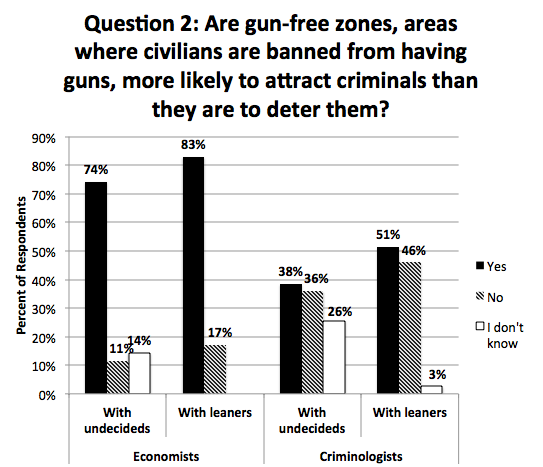 Question 2: Are gun-free zones, areas
where civilians are banned from having
guns, more likely to attract criminals than
they are to deter them?
90%
80%
70%
60%
50%
40%
30%
20%
10%
0%
Percent of Respondents
74%
11%
14%
83%
17%
38%
36%
26%
51%
46%
3%
Yes
No
I don't
know
With
undecideds
With leaners
With
undecideds
With leaners
Economists
Criminologists